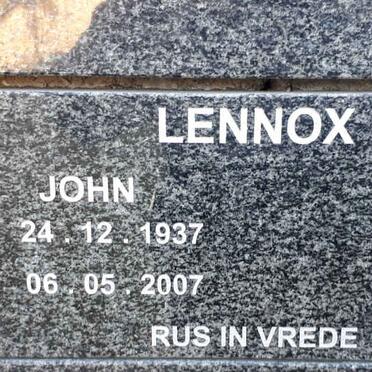 LENNOX
JOHN
24 . 12 . 1937
06 . 05 . 2007
RUS IN VREDE